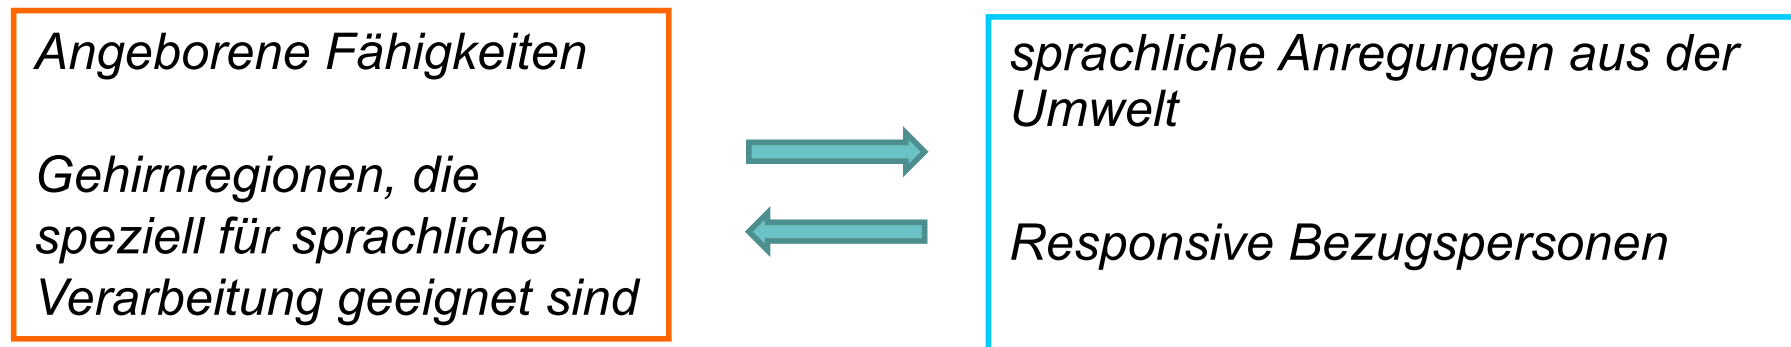 Angeborene Fähigkeiten
Gehirnregionen, die
speziell für sprachliche
Verarbeitung geeignet sind
sprachliche Anregungen aus der
Umwelt
Responsive Bezugspersonen